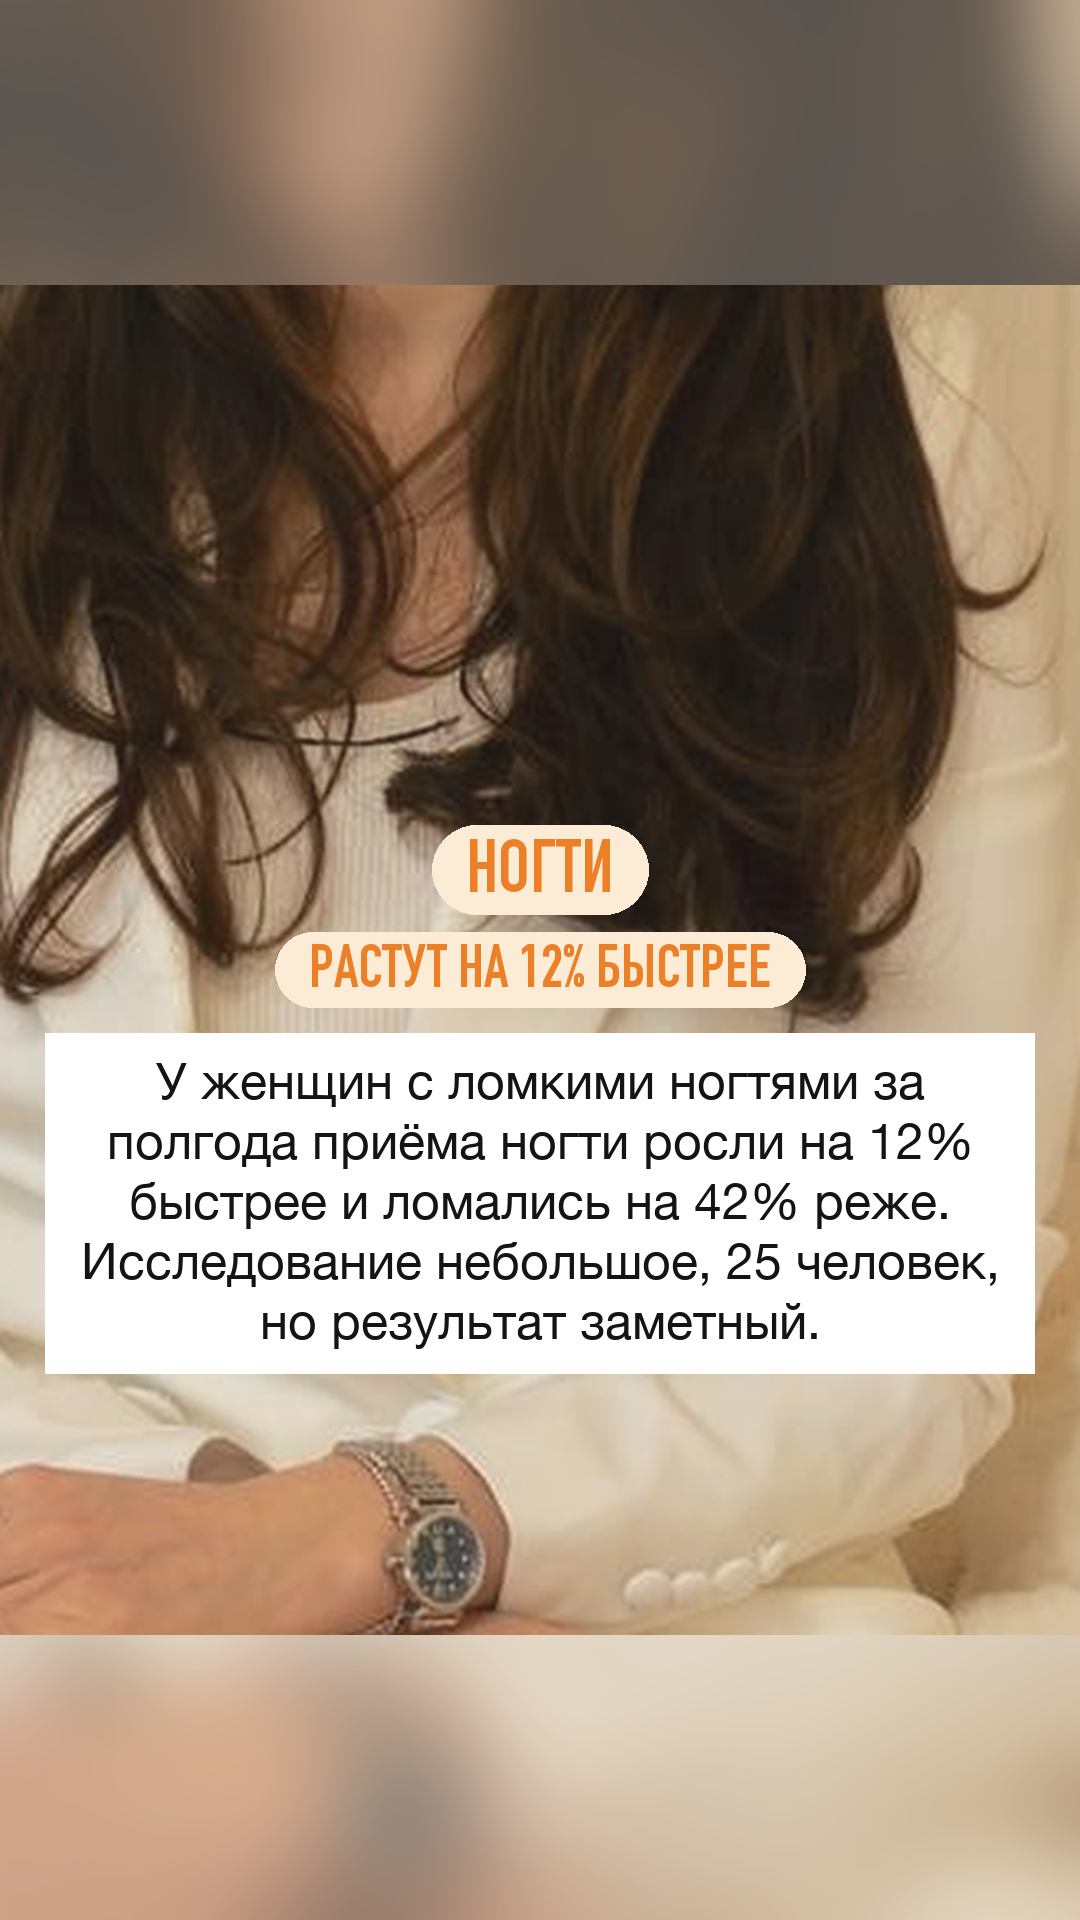 НОГТИ
РАСТУТ НА 12% БЫСТРЕЕ
У женщин с ломкими ногтями за
полгода приёма ногти росли на 12%
быстрее и ломались на 42% реже.
Исследование небольшое, 25 человек,
но результат заметный.